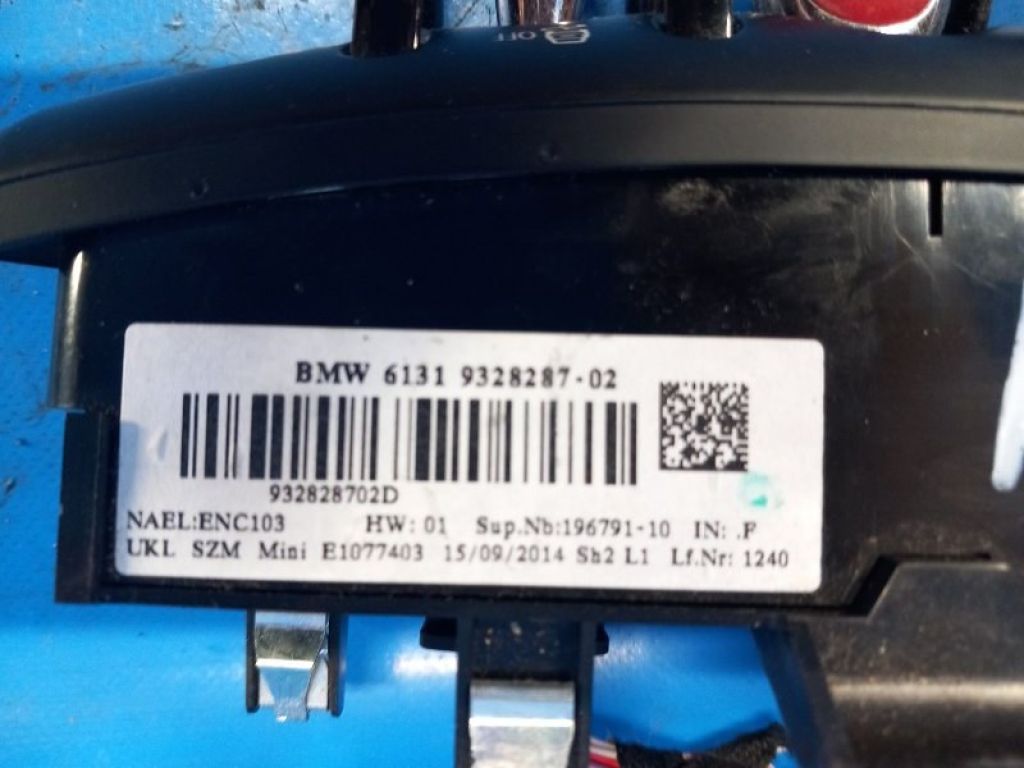 OFF
BMW 6131 9328287-02
932828702D
NAEL:ENC103 HW: 01 Sup.Nb:196791-10 IN: .F
UKL SZM Mini E1077403 15/09/2014 Sh2 L1 Lf.Nr: 1240